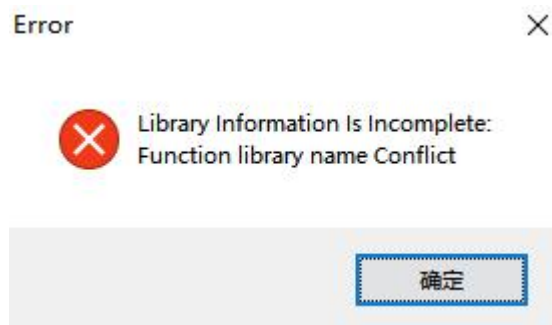 Error
Library Information Is Incomplete:
Function library name Conflict
确定